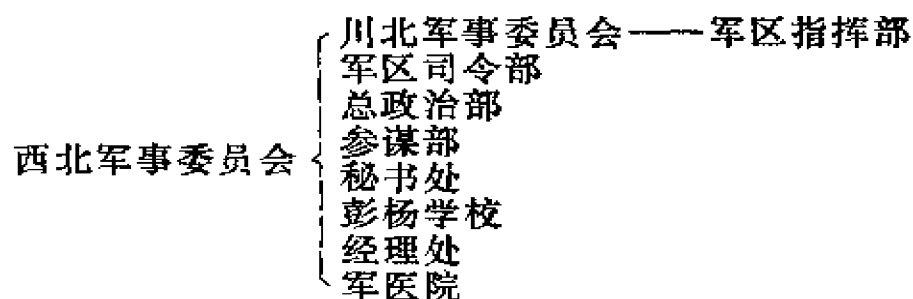 川北军事委员会——军区指挥部
军区司令部
总政治部
西北军事委员会
参谋部
秘书处
彭杨学校
经理处
军医院